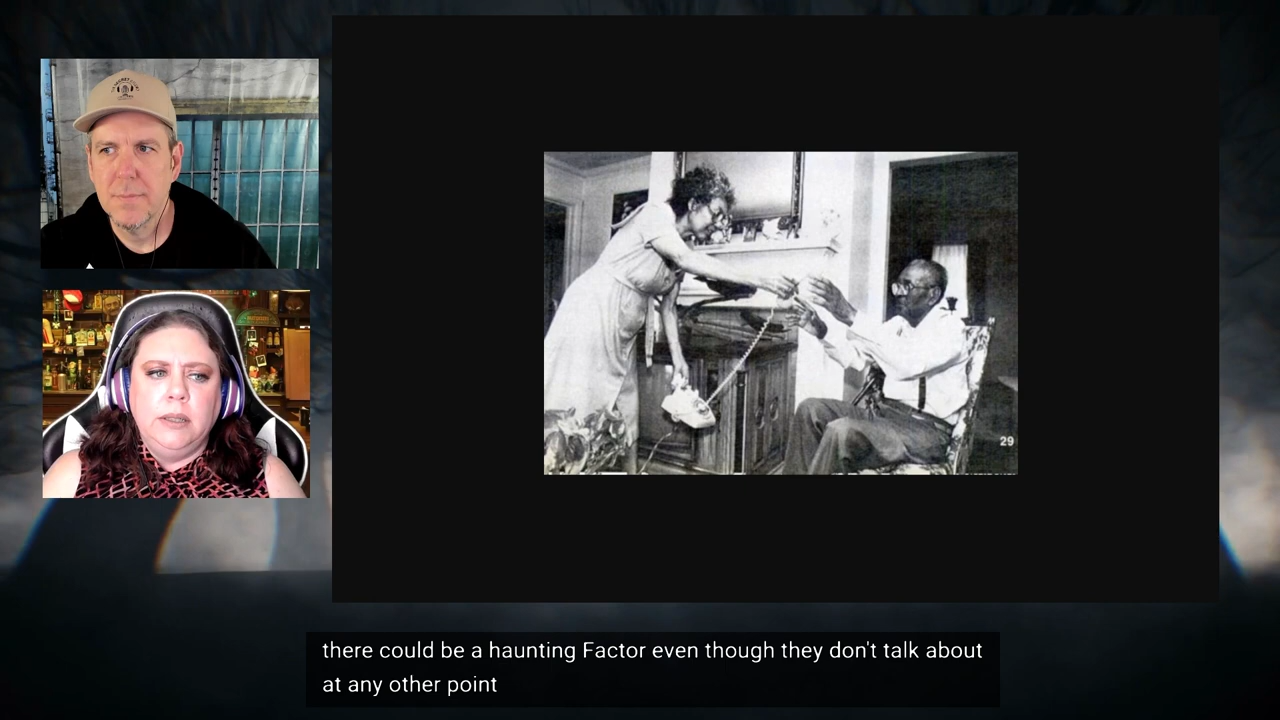 29
there could be a haunting Factor even though they don't talk about
at any other point